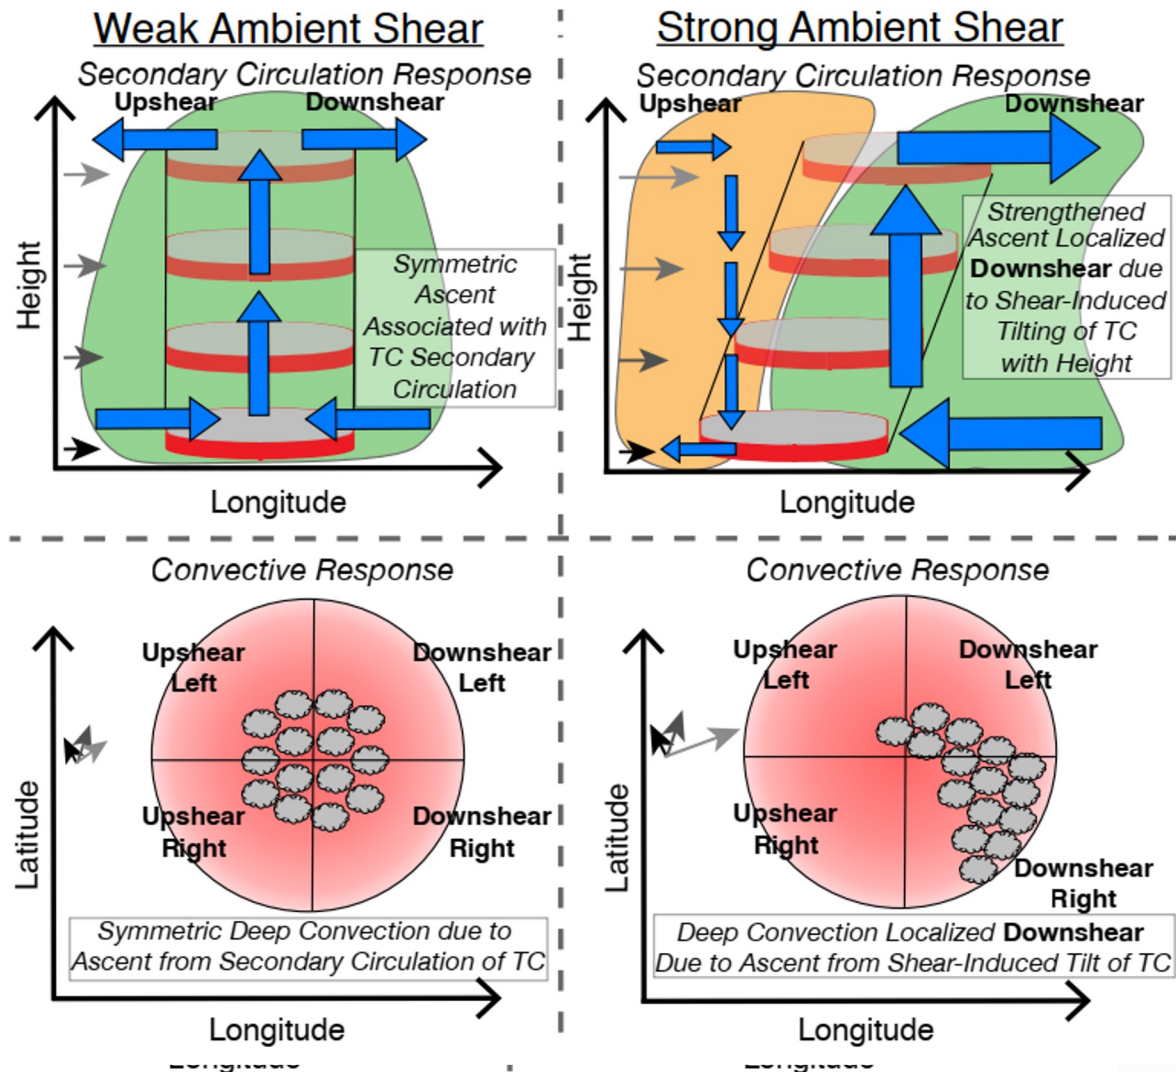 Weak Ambient Shear
Secondary Circulation Response
Upshear
Downshear
Height
Symmetric
Ascent
Associated with
TC Secondary
Circulation
Longitude
Strong Ambient Shear
Secondary Circulation Response
Upshear
Downshear
Height
Strengthened
Ascent Localized
Downshear due
to Shear-Induced
Tilting of TC
with Height
Longitude
Convective Response
Upshear
Left
Downshear
Left
Upshear
Right
Downshear
Right
Latitude
Symmetric Deep Convection due to
Ascent from Secondary Circulation of TC
Longitude
Convective Response
Upshear
Left
Downshear
Left
Upshear
Right
Downshear
Right
Latitude
Deep Convection Localized Downshear
Due to Ascent from Shear-Induced Tilt of TC
Longitude
Longitude
Longitude